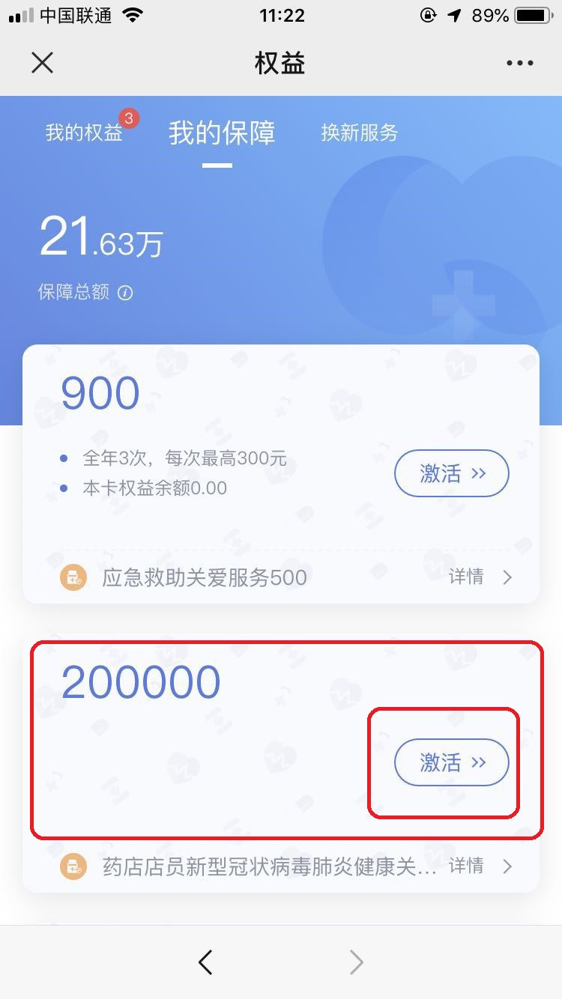 中国联通 11:22 89%
权益
我的权益 3 我的保障 换新服务
21.63万
保障总额
900
全年3次，每次最高300元
本卡权益余额0.00
激活
应急救助关爱服务500 详情
200000
激活
药店店员新型冠状病毒肺炎健康关... 详情